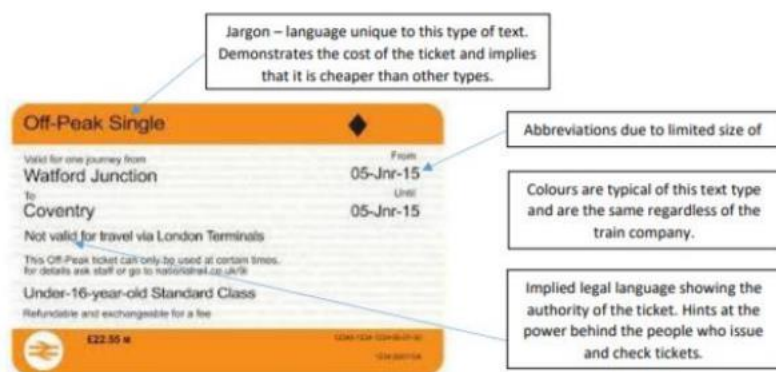 Jargon – language unique to this type of text.
Demonstrates the cost of the ticket and implies
that it is cheaper than other types.
Off-Peak Single
Valid for one journey from
Watford Junction
From
05-Jnr-15
To
Coventry
Until
05-Jnr-15
Not valid for travel via London Terminals
This Off-Peak ticket can only be used at certain times.
for details ask staff or go to nationalrail.co.uk/
Under-16-year-old Standard Class
Refundable and exchangeable for a fee
£22.55
Abbreviations due to limited size of
Colours are typical of this text type
and are the same regardless of the
train company.
Implied legal language showing the
authority of the ticket. Hints at the
power behind the people who issue
and check tickets.